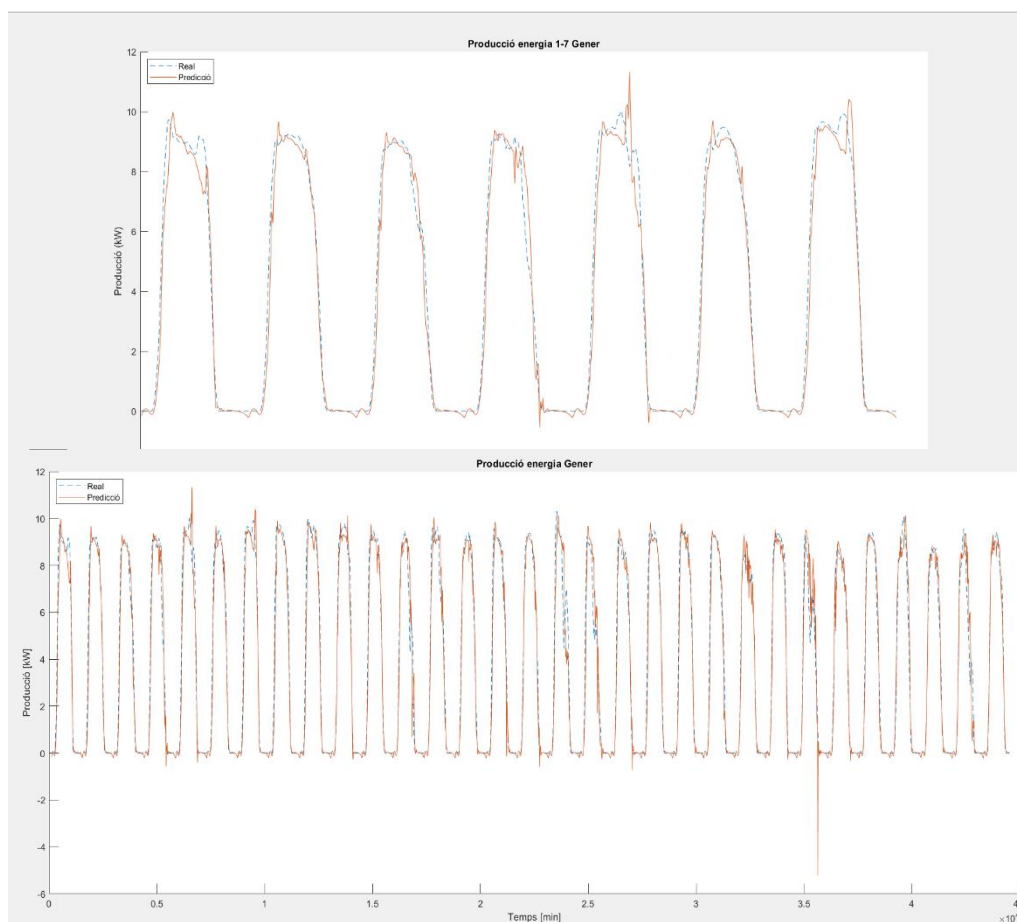 Producció energia 1-7 Gener
12
Real
Predicció
10
8
6
4
2
0
Producció (kW)
Producció energia Gener
12
Real
Predicció
10
8
6
4
2
0
-2
-4
-6
Producció [kW]
0 0.5 1 1.5 2 2.5 3 3.5 4
Temps [min]